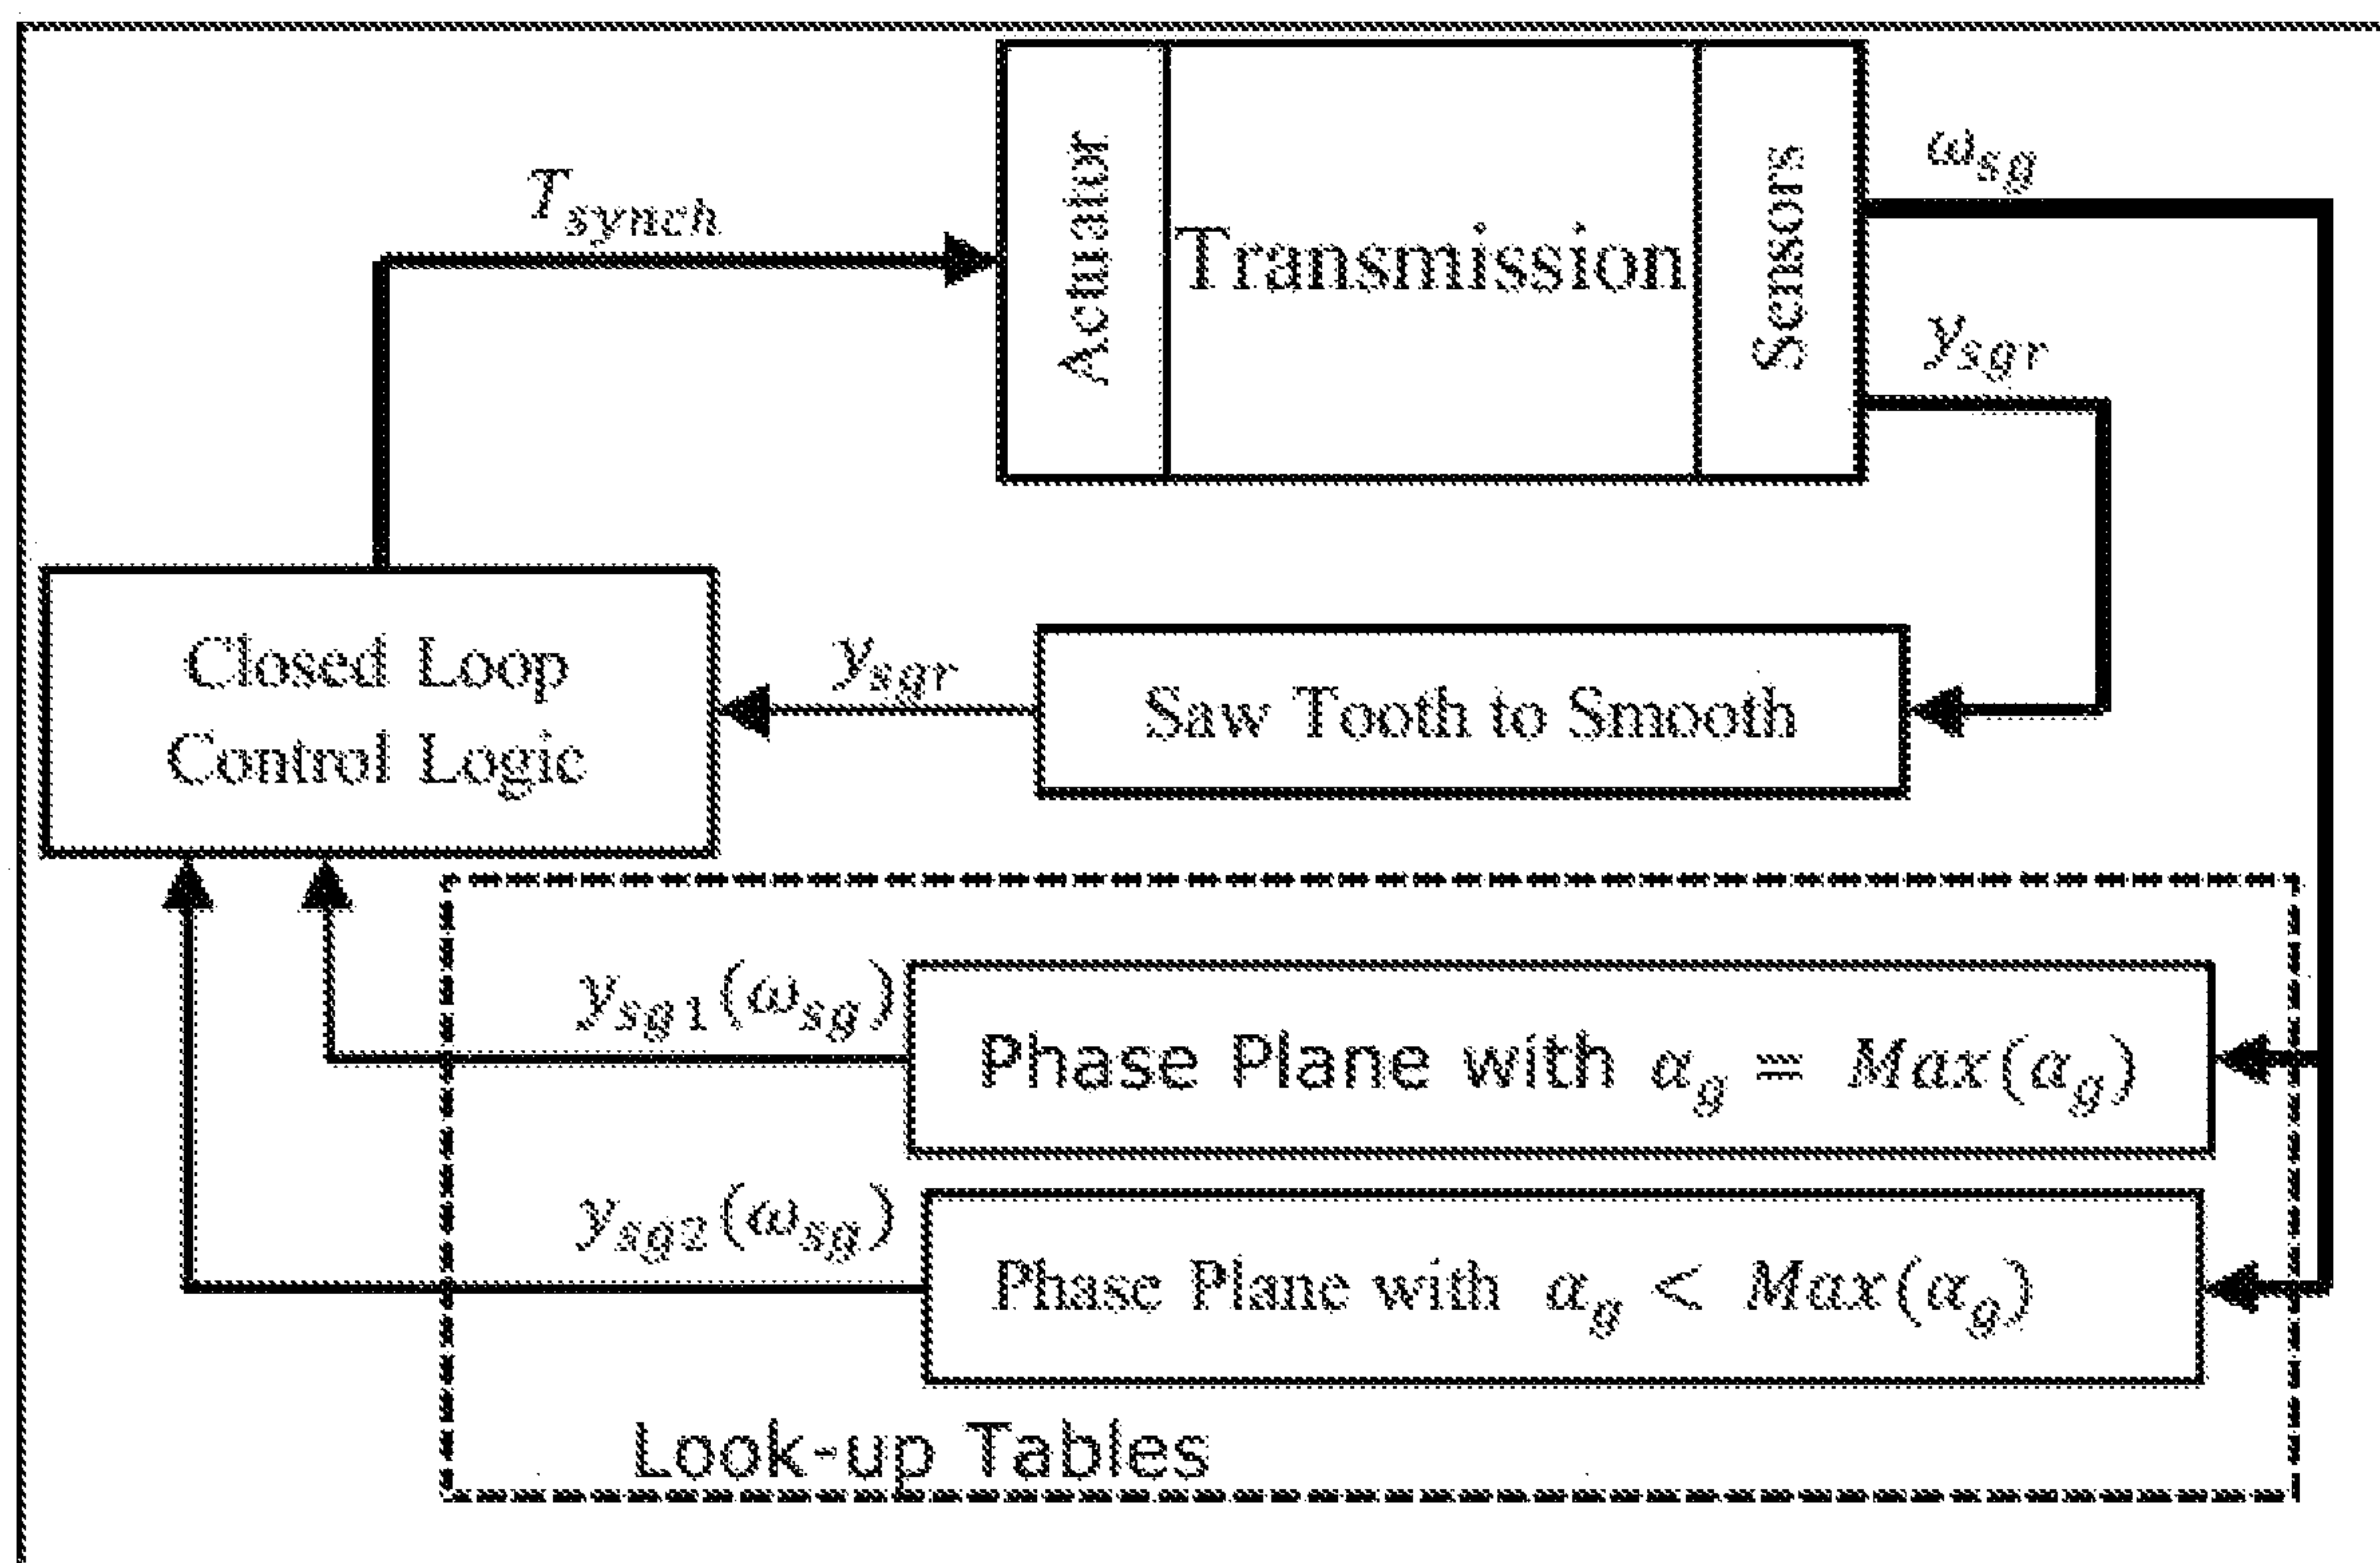 T_synch
Actuator
Transmission
Sensors
ω_sg
y_sgr
Closed Loop
Control Logic
y_sgr
Saw Tooth to Smooth
y_sg1(ω_sg)
Phase Plane with α_g = Max(α_g)
y_sg2(ω_sg)
Phase Plane with α_g < Max(α_g)
Look-up Tables